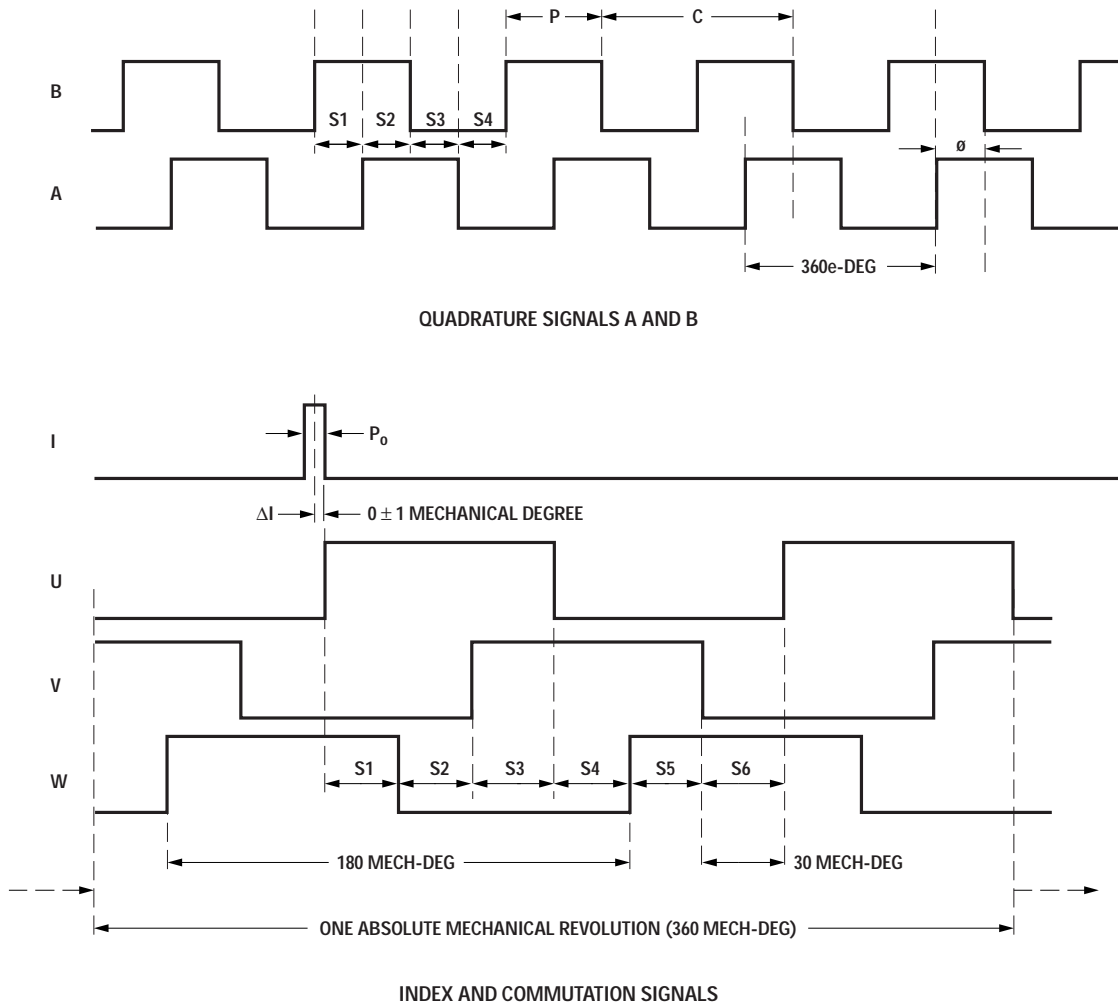 P C
B
S1 S2 S3 S4
ø
A
360e-DEG
QUADRATURE SIGNALS A AND B
I
Po
ΔI 0 ± 1 MECHANICAL DEGREE
U
V
S1 S2 S3 S4 S5 S6
W
180 MECH-DEG 30 MECH-DEG
ONE ABSOLUTE MECHANICAL REVOLUTION (360 MECH-DEG)
INDEX AND COMMUTATION SIGNALS